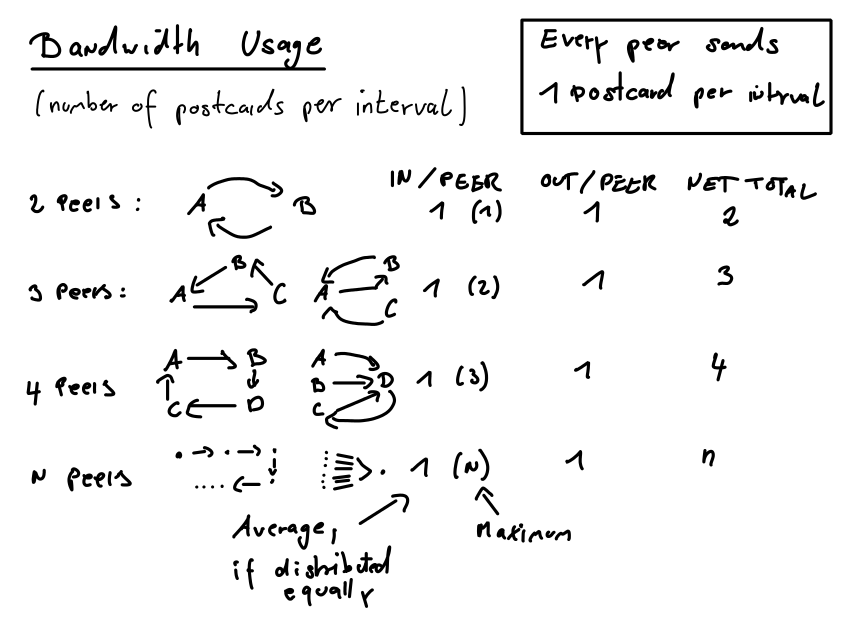 Bandwidth Usage
(number of postcards per interval)
Every peer sends
1 postcard per interval
IN/PEER OUT/PEER NET TOTAL
2 Peers: A B 1 (1) 1 2
3 Peers: A B C A B C 1 (2) 1 3
4 Peers A B C D A B C D 1 (3) 1 4
N Peers 1 (N) 1 n
Average, if distributed equally
Maximum